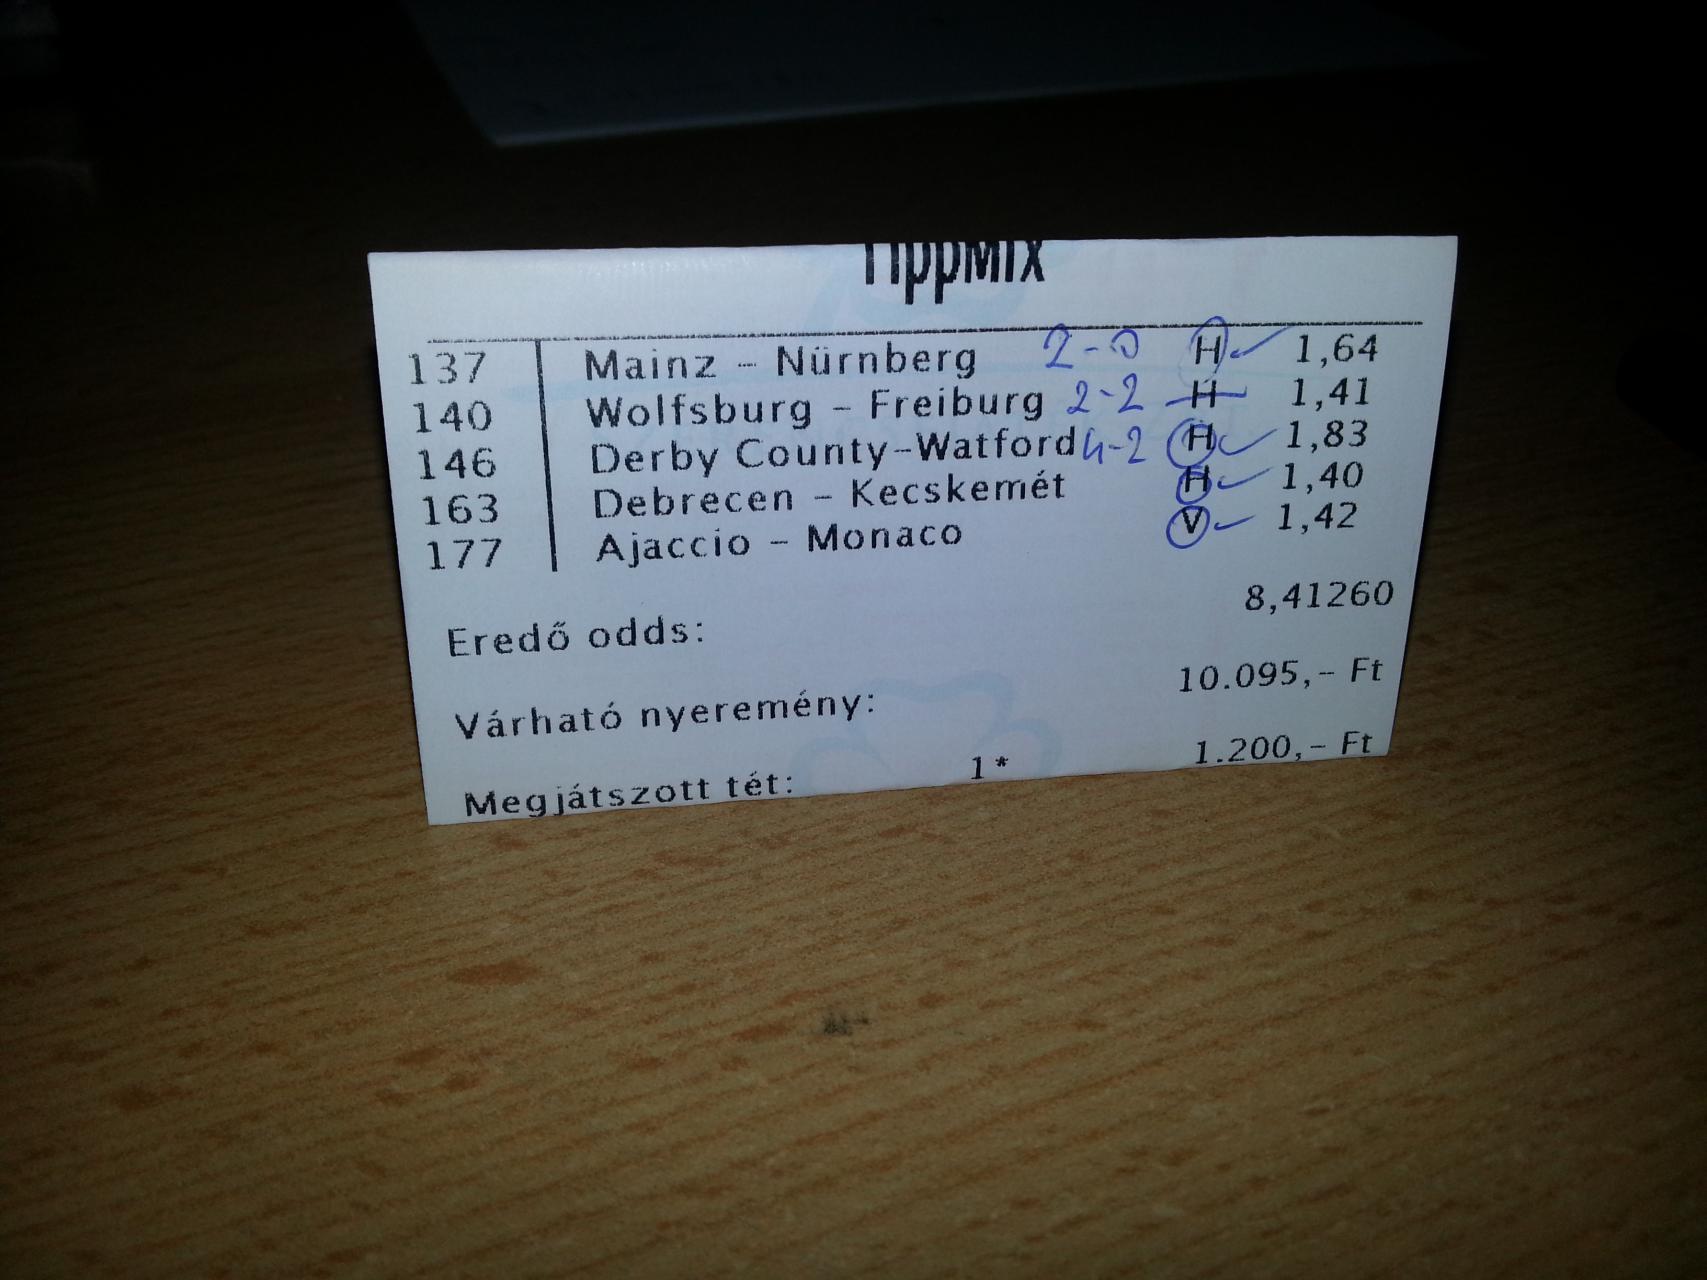 TippMix
137 Mainz – Nürnberg 2-0 H ✓ 1,64
140 Wolfsburg – Freiburg 2-2 H 1,41
146 Derby County–Watford 4-2 H ✓ 1,83
163 Debrecen – Kecskemét H ✓ 1,40
177 Ajaccio – Monaco V ✓ 1,42
8,41260
Eredő odds:
10.095,– Ft
Várható nyeremény:
1.200,– Ft
Megjátszott tét: 1*